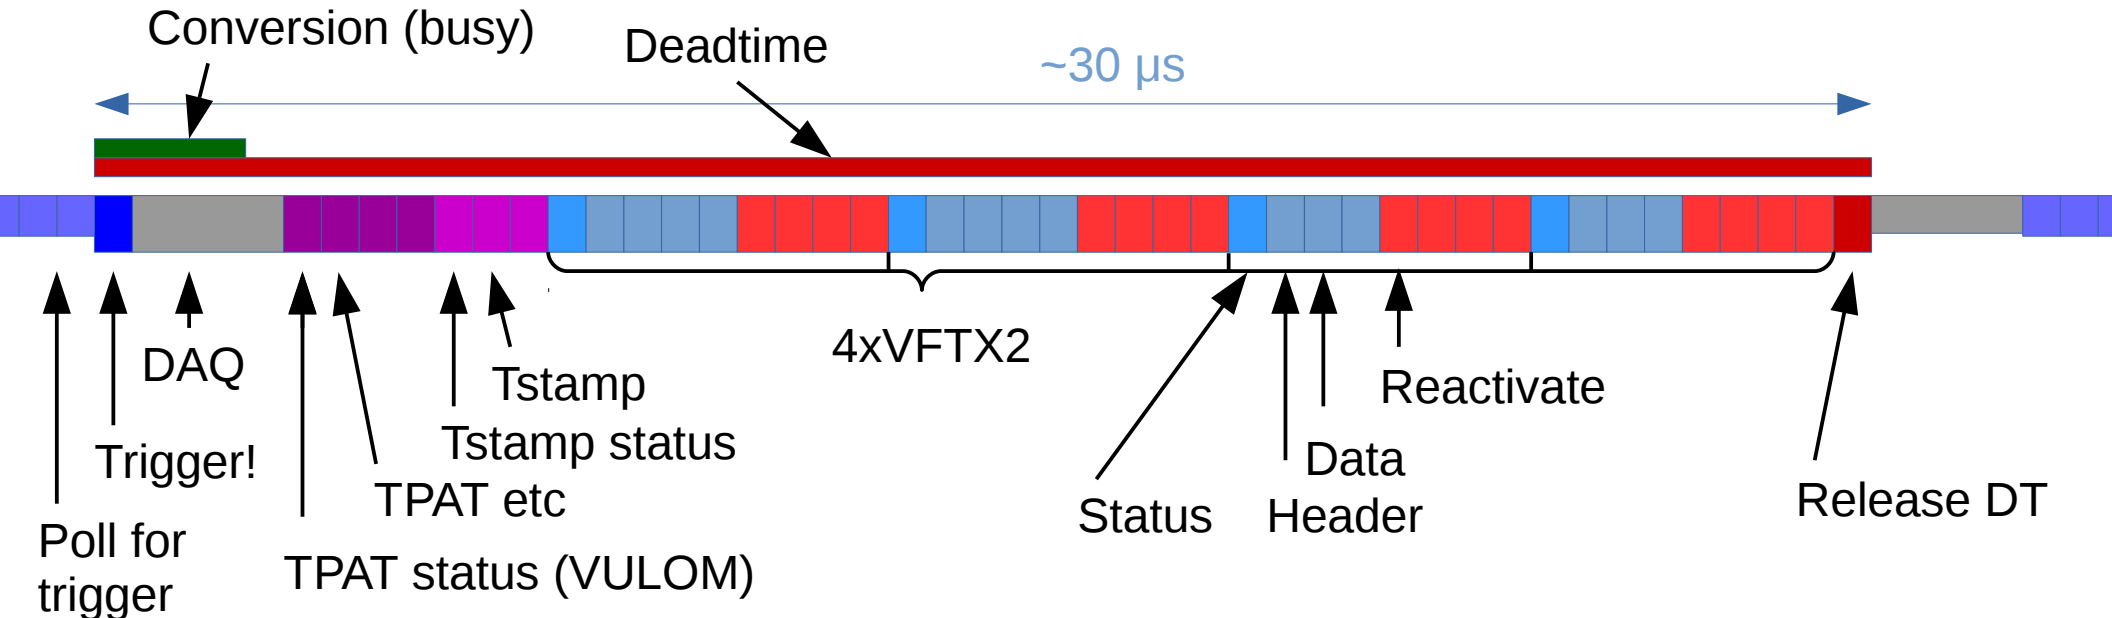 Conversion (busy)
Deadtime
~30 μs
DAQ
Trigger!
Poll for
trigger
Tstamp
Tstamp status
TPAT etc
TPAT status (VULOM)
4xVFTX2
Status
Data
Header
Reactivate
Release DT